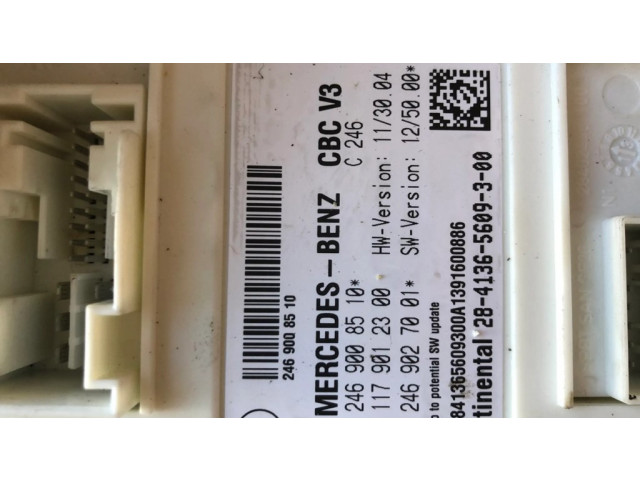 246 900 85 10
MERCEDES-BENZ CBC V3
C 246
246 900 85 10*
117 901 23 00 HW-Version: 11/30.04
246 902 70 01* SW-Version: 12/50.00*
to potential SW update
841365609300A1391600886
tinental 28-4136-5609-3-00